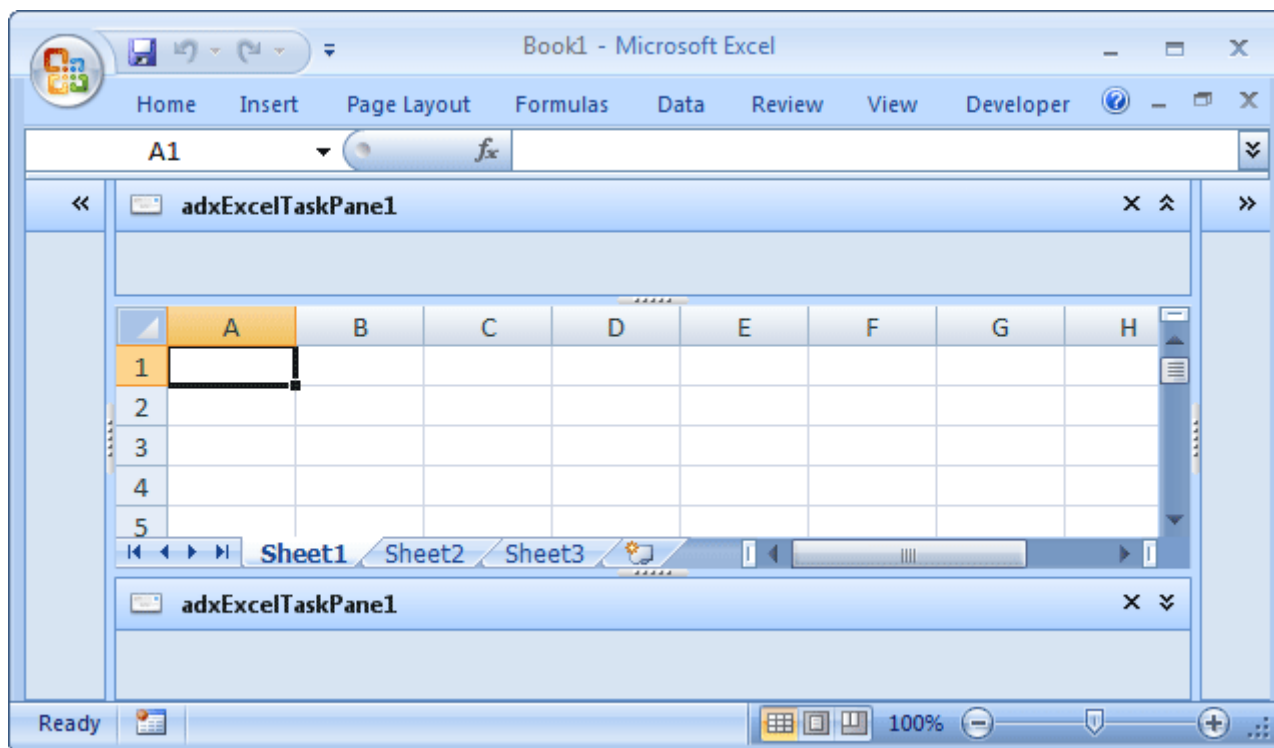 Book1 - Microsoft Excel
Home Insert Page Layout Formulas Data Review View Developer
A1 fx
« adxExcelTaskPane1 »
A B C D E F G H
1
2
3
4
5
Sheet1 Sheet2 Sheet3
adxExcelTaskPane1
Ready 100%